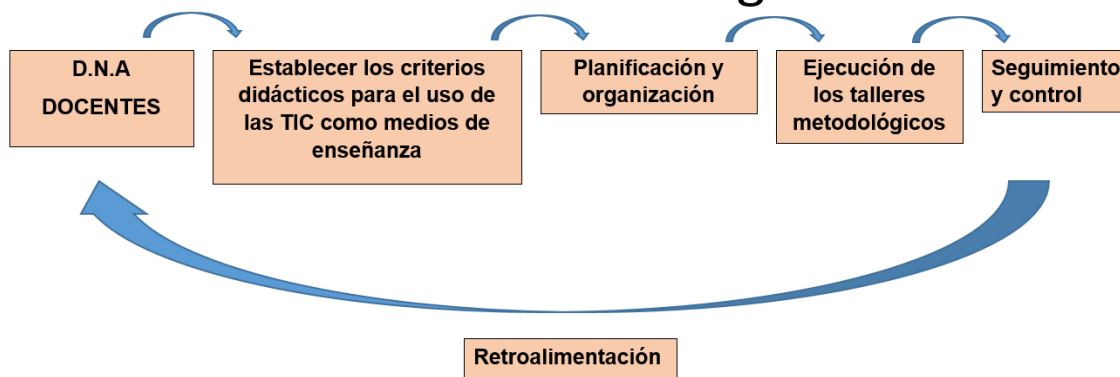 D.N.A
DOCENTES
Establecer los criterios
didácticos para el uso de
las TIC como medios de
enseñanza
Planificación y
organización
Ejecución de
los talleres
metodológicos
Seguimiento
y control
Retroalimentación